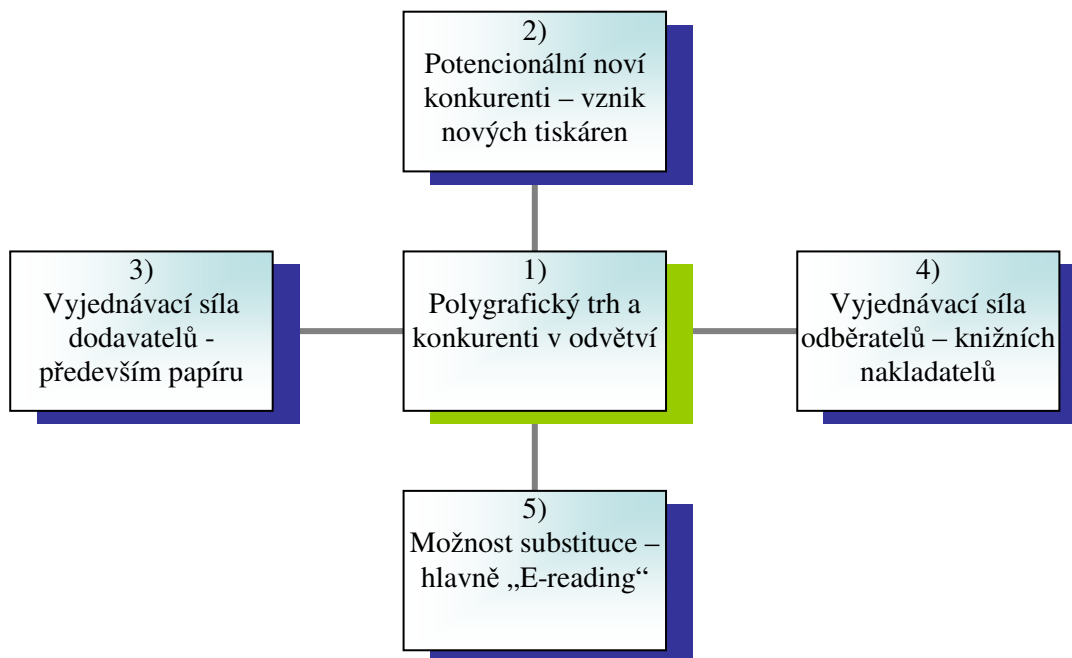 2)
Potencionální noví
konkurenti – vznik
nových tiskáren
3)
Vyjednávací síla
dodavatelů -
především papíru
1)
Polygrafický trh a
konkurenti v odvětví
4)
Vyjednávací síla
odběratelů – knižních
nakladatelů
5)
Možnost substituce –
hlavně „E-reading“